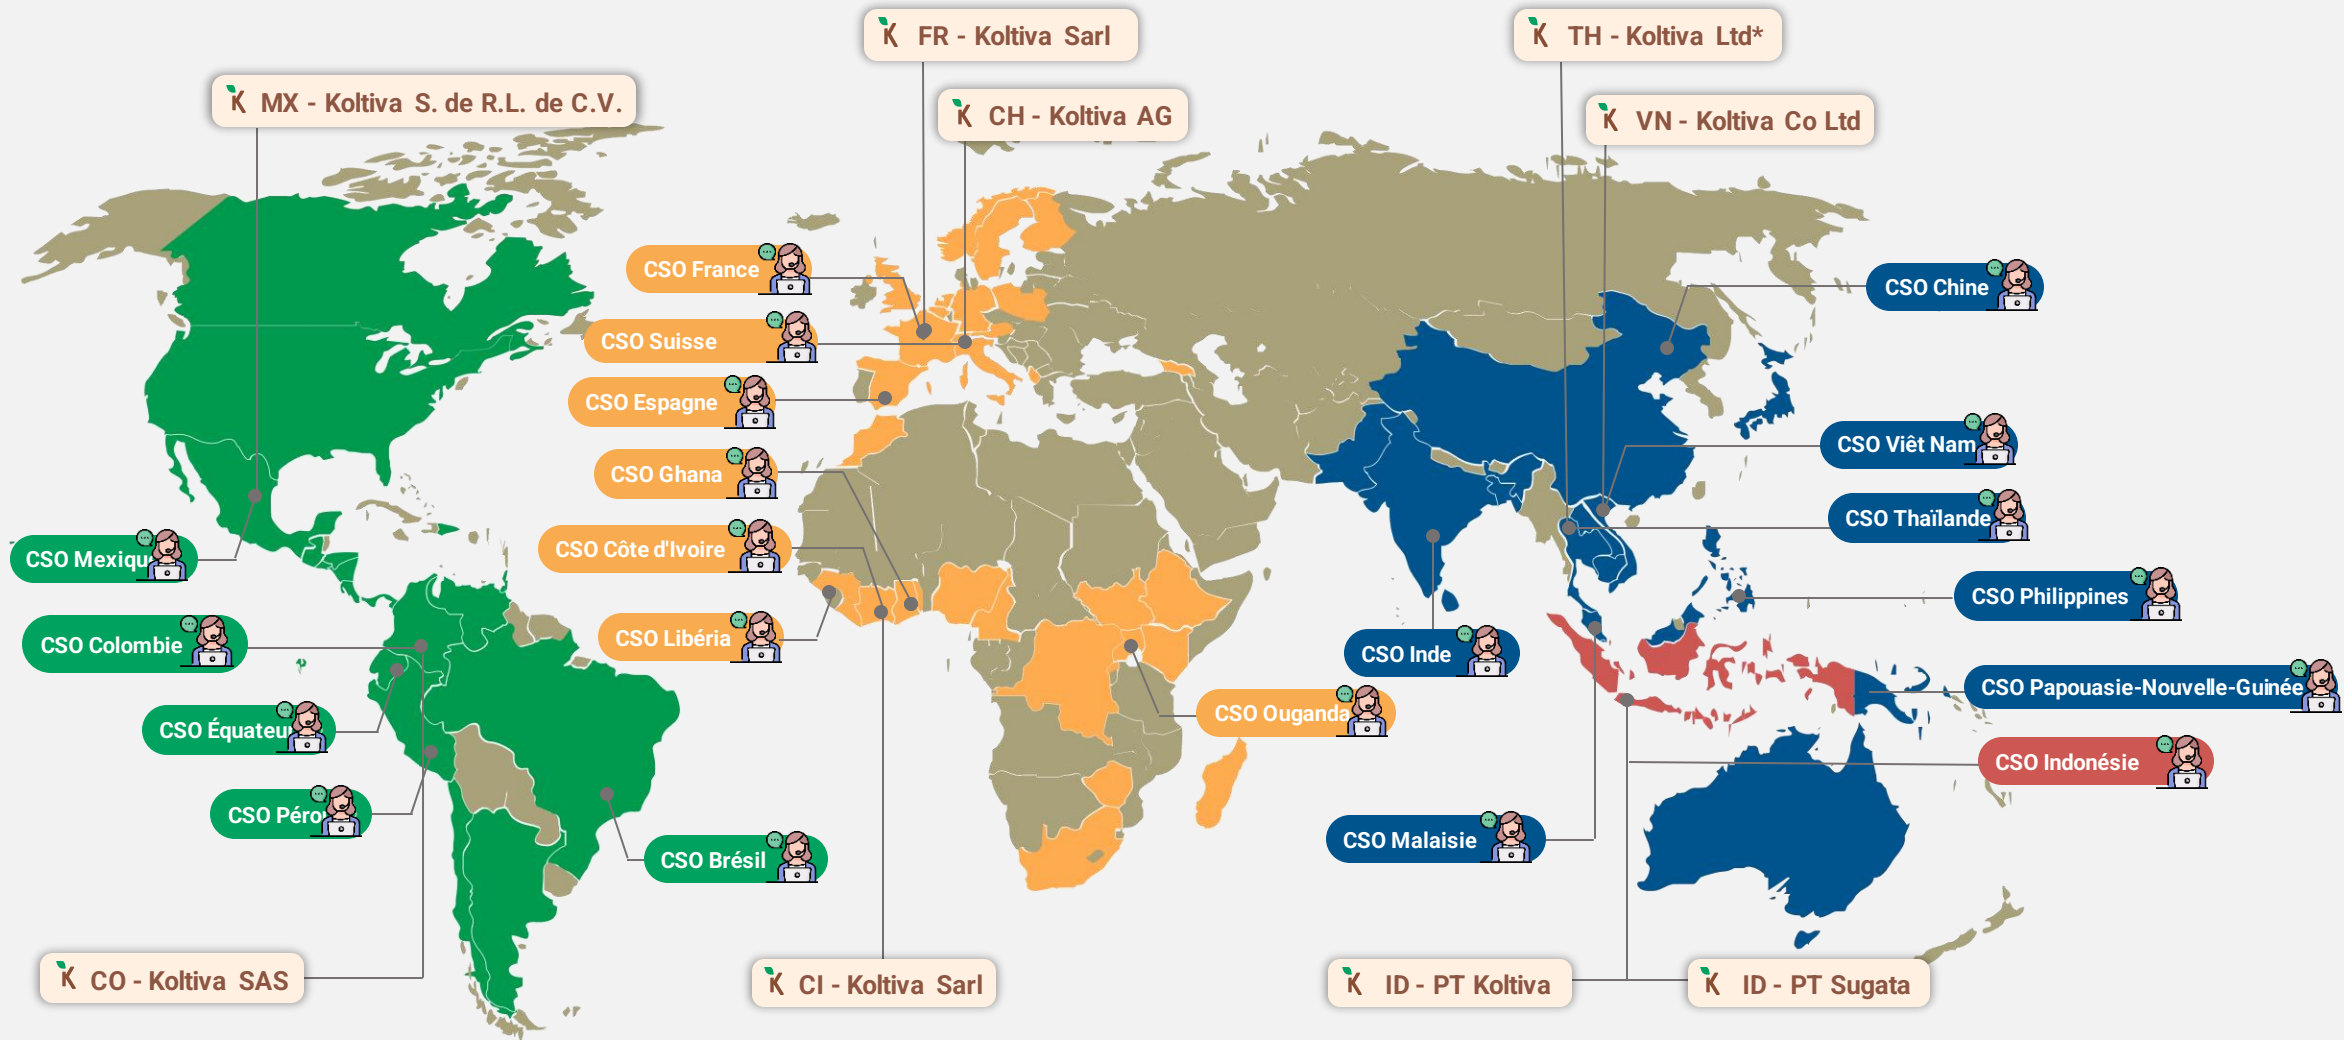 FR - Koltiva Sarl
TH - Koltiva Ltd*
MX - Koltiva S. de R.L. de C.V.
CH - Koltiva AG
VN - Koltiva Co Ltd
CSO France
CSO Chine
CSO Suisse
CSO Espagne
CSO Viêt Nam
CSO Ghana
CSO Thaïlande
CSO Côte d'Ivoire
CSO Mexiqu
CSO Philippines
CSO Libéria
CSO Colombie
CSO Inde
CSO Papouasie-Nouvelle-Guinée
CSO Ouganda
CSO Équateu
CSO Indonésie
CSO Péro
CSO Malaisie
CSO Brésil
CO - Koltiva SAS
CI - Koltiva Sarl
ID - PT Koltiva
ID - PT Sugata